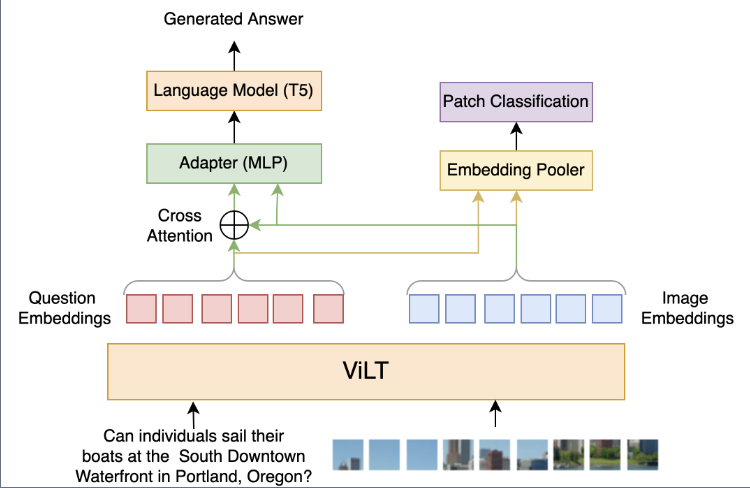 Generated Answer
Language Model (T5)
Patch Classification
Adapter (MLP)
Embedding Pooler
Cross
Attention
Question
Embeddings
Image
Embeddings
ViLT
Can individuals sail their
boats at the South Downtown
Waterfront in Portland, Oregon?